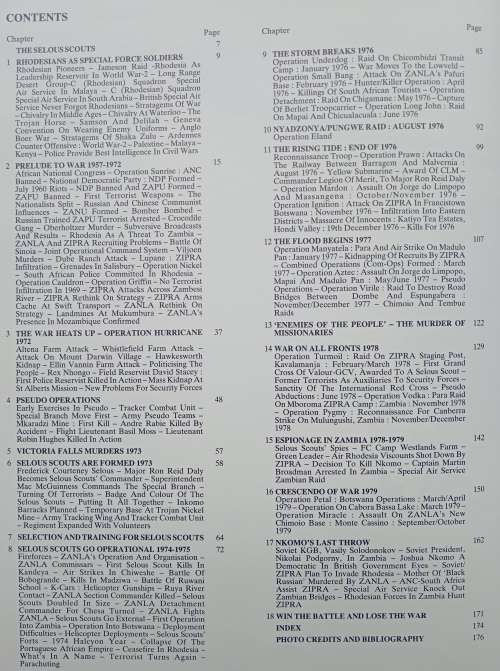 CONTENTS
Chapter Page
THE SELOUS SCOUTS 7
1 RHODESIANS AS SPECIAL FORCE SOLDIERS 9
Rhodesian Pioneers – Jameson Raid -Rhodesia As
Leadership Reservoir In World War-2 – Long Range
Desert Group-C (Rhodesian) Squadron Special Air
Service In Malaya – C (Rhodesian) Squadron
Special Air Service In South Arabia – British Special Air
Service Never Forgot Rhodesians – Stratagems Of War
– Chivalry In Middle Ages – Chivalry At Waterloo – The
Trojan Horse – Samson And Delilah – Geneva
Convention On Wearing Enemy Uniforms – Anglo
Boer War – Stratagems Of Shaka Zulu – Ardennes
Counter Offensive : World War-2 – Palestine – Malaya –
Kenya – Police Provide Best Intelligence In Civil Wars
2 PRELUDE TO WAR 1957-1972 15
African National Congress – Operation Sunrise : ANC
Banned – National Democratic Party : NDP Formed –
July 1960 Riots – NDP Banned And ZAPU Formed –
ZAPU Banned – First Terrorist Weapons – The
Nationalists Split – Russian And Chinese Communist
Influences – ZANU Formed – Bomber Bombed –
Russian Trained ZAPU Terrorist Arrested – Crocodile
Gang – Oberholtzer Murder – Subversive Broadcasts
And Results – Rhodesia As A Threat To Zambia –
ZANLA And ZIPRA Recruiting Problems – Battle Of
Sinoia – Joint Operational Command System – Viljoen
Murders – Dube Ranch Attack – Lupane : ZIPRA
Infiltration – Grenades In Salisbury – Operation Nickel
– South African Police Committed In Rhodesia –
Operation Cauldron – Operation Griffin – No Terrorist
Infiltration In 1969 – ZIPRA Attacks Across Zambesi
River – ZIPRA Rethink On Strategy – ZIPRA Arms
Cache At Swift Transport – ZANLA Rethink On
Strategy – Landmines At Mukumbura – ZANLA's
Presence In Mozambique Confirmed
3 THE WAR HEATS UP – OPERATION HURRICANE 37
1972
Altena Farm Attack – Whistlefield Farm Attack –
Attack On Mount Darwin Village – Hawkesworth
Kidnap – Ellin Vannin Farm Attack – Politicising The
People – Rex Nhongo – Field Reservist David Stacey :
First Police Reservist Killed In Action – Mass Kidnap At
St Alberts Mission – New Problems For Security Forces
4 PSEUDO OPERATIONS 48
Early Exercises In Pseudo – Tracker Combat Unit –
Special Branch Move First – Army Pseudo Teams –
Mkaradzi Mine : First Kill – Andre Rabie Killed By
Accident – Flight Lieutenant Basil Moss – Lieutenant
Robin Hughes Killed In Action
5 VICTORIA FALLS MURDERS 1973 57
6 SELOUS SCOUTS ARE FORMED 1973 58
Frederick Courteney Selous – Major Ron Reid Daly
Becomes Selous Scouts' Commander – Superintendent
Mac McGuinness Commands The Special Branch –
Turning Of Terrorists – Badge And Colour Of The
Selous Scouts – Putting It All Together – Inkomo
Barracks Planned – Temporary Base At Trojan Nickel
Mine – Army Tracking Wing And Tracker Combat Unit
– Regiment Expanded With Volunteers
7 SELECTION AND TRAINING FOR SELOUS SCOUTS 64
8 SELOUS SCOUTS GO OPERATIONAL 1974-1975 72
Fireforces – ZANLA's Operation And Organisation –
ZANLA Commissars – First Selous Scout Kills In
Kandeya – Air Strikes In Chiweshe – Battle Of
Bobogrande – Kills In Madziwa – Battle Of Ruwani
School – K-Cars : Helicopter Gunships – Ruya River
Contact – ZANLA Section Commander Killed – Selous
Scouts Doubled In Size – ZANLA Detachment
Commander For Chesa Turned – ZANLA Fights
ZANLA – Selous Scouts Go External – First Operation
Into Zambia – Operation Into Botswana – Deployment
Difficulties – Helicopter Deployments – Selous Scouts'
Forts – 1974 Halcyon Year – Collapse Of The
Portuguese African Empire – Ceasefire In Rhodesia –
What's In A Name – Terrorist Turns Again –
Parachuting
Chapter Page
9 THE STORM BREAKS 1976 85
Operation Underdog : Raid On Chicombidzi Transit
Camp : January 1976 – War Moves To The Lowveld –
Operation Small Bang : Attack On ZANLA's Pafuri
Base : February 1976 – Hunter/Killer Operation : April
1976 – Killings Of South African Tourists – Operation
Detachment : Raid On Chigamane : May 1976 – Capture
Of Berliet Troopcarrier – Operation Long John : Raid
On Mapai And Chicualacuala : June 1976
10 NYADZONYA/PUNGWE RAID : AUGUST 1976 92
Operation Eland
11 THE RISING TIDE : END OF 1976 99
Reconnaissance Troop – Operation Prawn : Attacks On
The Railway Between Barragem And Malvernia :
August 1976 – Yellow Submarine – Award Of CLM –
Commander Legion Of Merit, To Major Ron Reid Daly
– Operation Mardon : Assault On Jorge do Limpopo
And Massangena : October/November 1976 –
Operation Ignition : Attack On ZIPRA In Francistown
Botswana : November 1976 – Infiltration Into Eastern
Districts – Massacre Of Innocents : Katiyo Tea Estates,
Hondi Valley : 19th December 1976 – Kills For 1976
12 THE FLOOD BEGINS 1977 107
Operation Manyatela : Para And Air Strike On Madulo
Pan : January 1977 – Kidnapping Of Recruits By ZIPRA
– Combined Operations (Com-Ops) Formed : March
1977 – Operation Aztec : Assault On Jorge do Limpopo,
Mapai And Madulo Pan : May/June 1977 – Pseudo
Operations – Operation Virile : Raid To Destroy Road
Bridges Between Dombe And Espungabera :
November/December 1977 – Chimoio And Tembue
Raids
13 'ENEMIES OF THE PEOPLE' – THE MURDER OF 122
MISSIONARIES
14 WAR ON ALL FRONTS 1978 129
Operation Turmoil : Raid On ZIPRA Staging Post,
Kavalamanja : February/March 1978 – First Grand
Cross Of Valour-GCV, Awarded To A Selous Scout –
Former Terrorists As Auxiliaries To Security Forces –
Sanctity Of The International Red Cross – Pseudo
Abductions : June 1978 – Operation Vodka : Para Raid
On Mboroma ZIPRA Camp : Zambia : November 1978
– Operation Pygmy : Reconnaissance For Canberra
Strike On Mulungushi, Zambia : November/December
1978
15 ESPIONAGE IN ZAMBIA 1978-1979 142
Selous Scouts' Spies – FC Camp Westlands Farm –
Green Leader – Air Rhodesia Viscounts Shot Down By
ZIPRA – Decision To Kill Nkomo – Captain Martin
Broadnian Arrested In Zambia – Special Air Service
Zambian Raid
16 CRESCENDO OF WAR 1979 150
Operation Petal : Botswana Operations : March/April
1979 – Operation On Cabora Bassa Lake : March 1979 –
Operation Miracle : Assault On ZANLA's New
Chimoio Base : Monte Cassino : September/October
1979
17 NKOMO'S LAST THROW 162
Soviet KGB, Vasily Solodonokov – Soviet President,
Nikolai Podgorny, In Zambia – Joshua Nkomo A
Democratic In British Government Eyes – Soviet/
ZIPRA Plan To Invade Rhodesia – Mother Of 'Black
Russian' Murdered By ZANLA – ANC-South Africa
Assist ZIPRA – Special Air Service Knock Out
Zambian Bridges – Rhodesian Forces In Zambia Hunt
ZIPRA
18 WIN THE BATTLE AND LOSE THE WAR 171
INDEX 174
PHOTO CREDITS AND BIBLIOGRAPHY 176